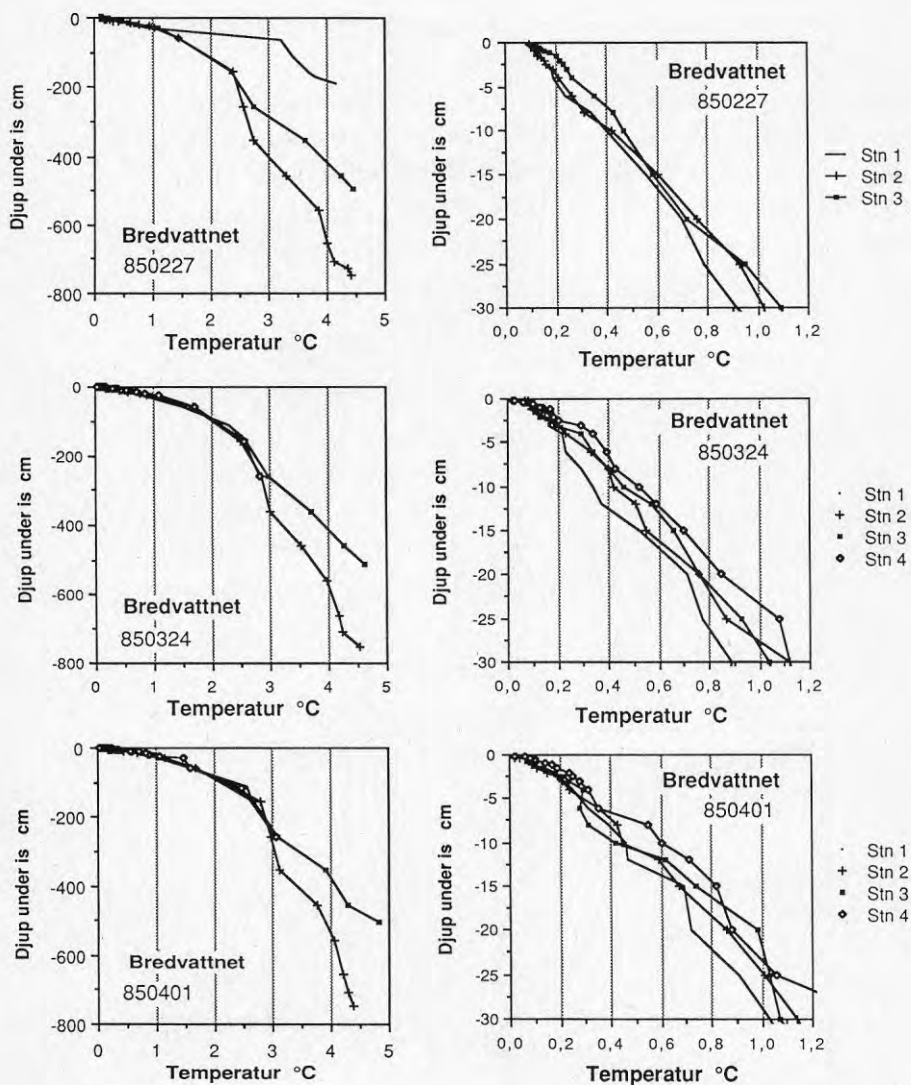 Djup under is cm
0
-200
-400
-600
-800
Bredvattnet
850227
0
1
2
3
4
5
Temperatur °C
Djup under is cm
0
-5
-10
-15
-20
-25
-30
Bredvattnet
850227
0,0
0,2
0,4
0,6
0,8
1,0
1,2
Temperatur °C
Stn 1
Stn 2
Stn 3
Djup under is cm
0
-200
-400
-600
-800
Bredvattnet
850324
0
1
2
3
4
5
Temperatur °C
Djup under is cm
0
-5
-10
-15
-20
-25
-30
Bredvattnet
850324
0,0
0,2
0,4
0,6
0,8
1,0
1,2
Temperatur °C
Stn 1
Stn 2
Stn 3
Stn 4
Djup under is cm
0
-200
-400
-600
-800
Bredvattnet
850401
0
1
2
3
4
5
Temperatur °C
Djup under is cm
0
-5
-10
-15
-20
-25
-30
Bredvattnet
850401
0,0
0,2
0,4
0,6
0,8
1,0
1,2
Temperatur °C
Stn 1
Stn 2
Stn 3
Stn 4